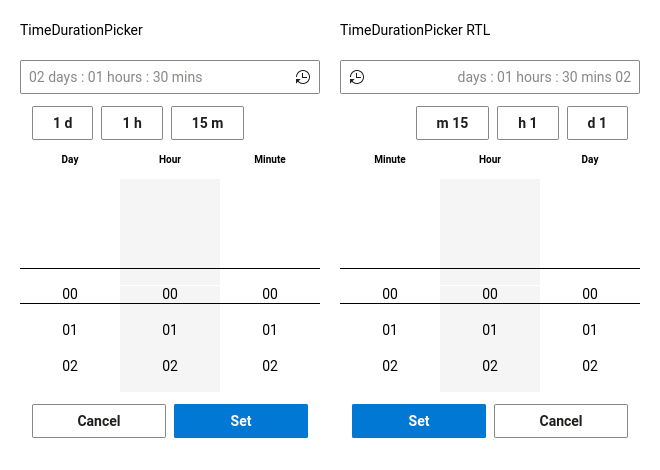 TimeDurationPicker
02 days : 01 hours : 30 mins
1 d 1 h 15 m
Day Hour Minute
00 00 00
01 01 01
02 02 02
Cancel Set
TimeDurationPicker RTL
days : 01 hours : 30 mins 02
m 15 h 1 d 1
Minute Hour Day
00 00 00
01 01 01
02 02 02
Set Cancel